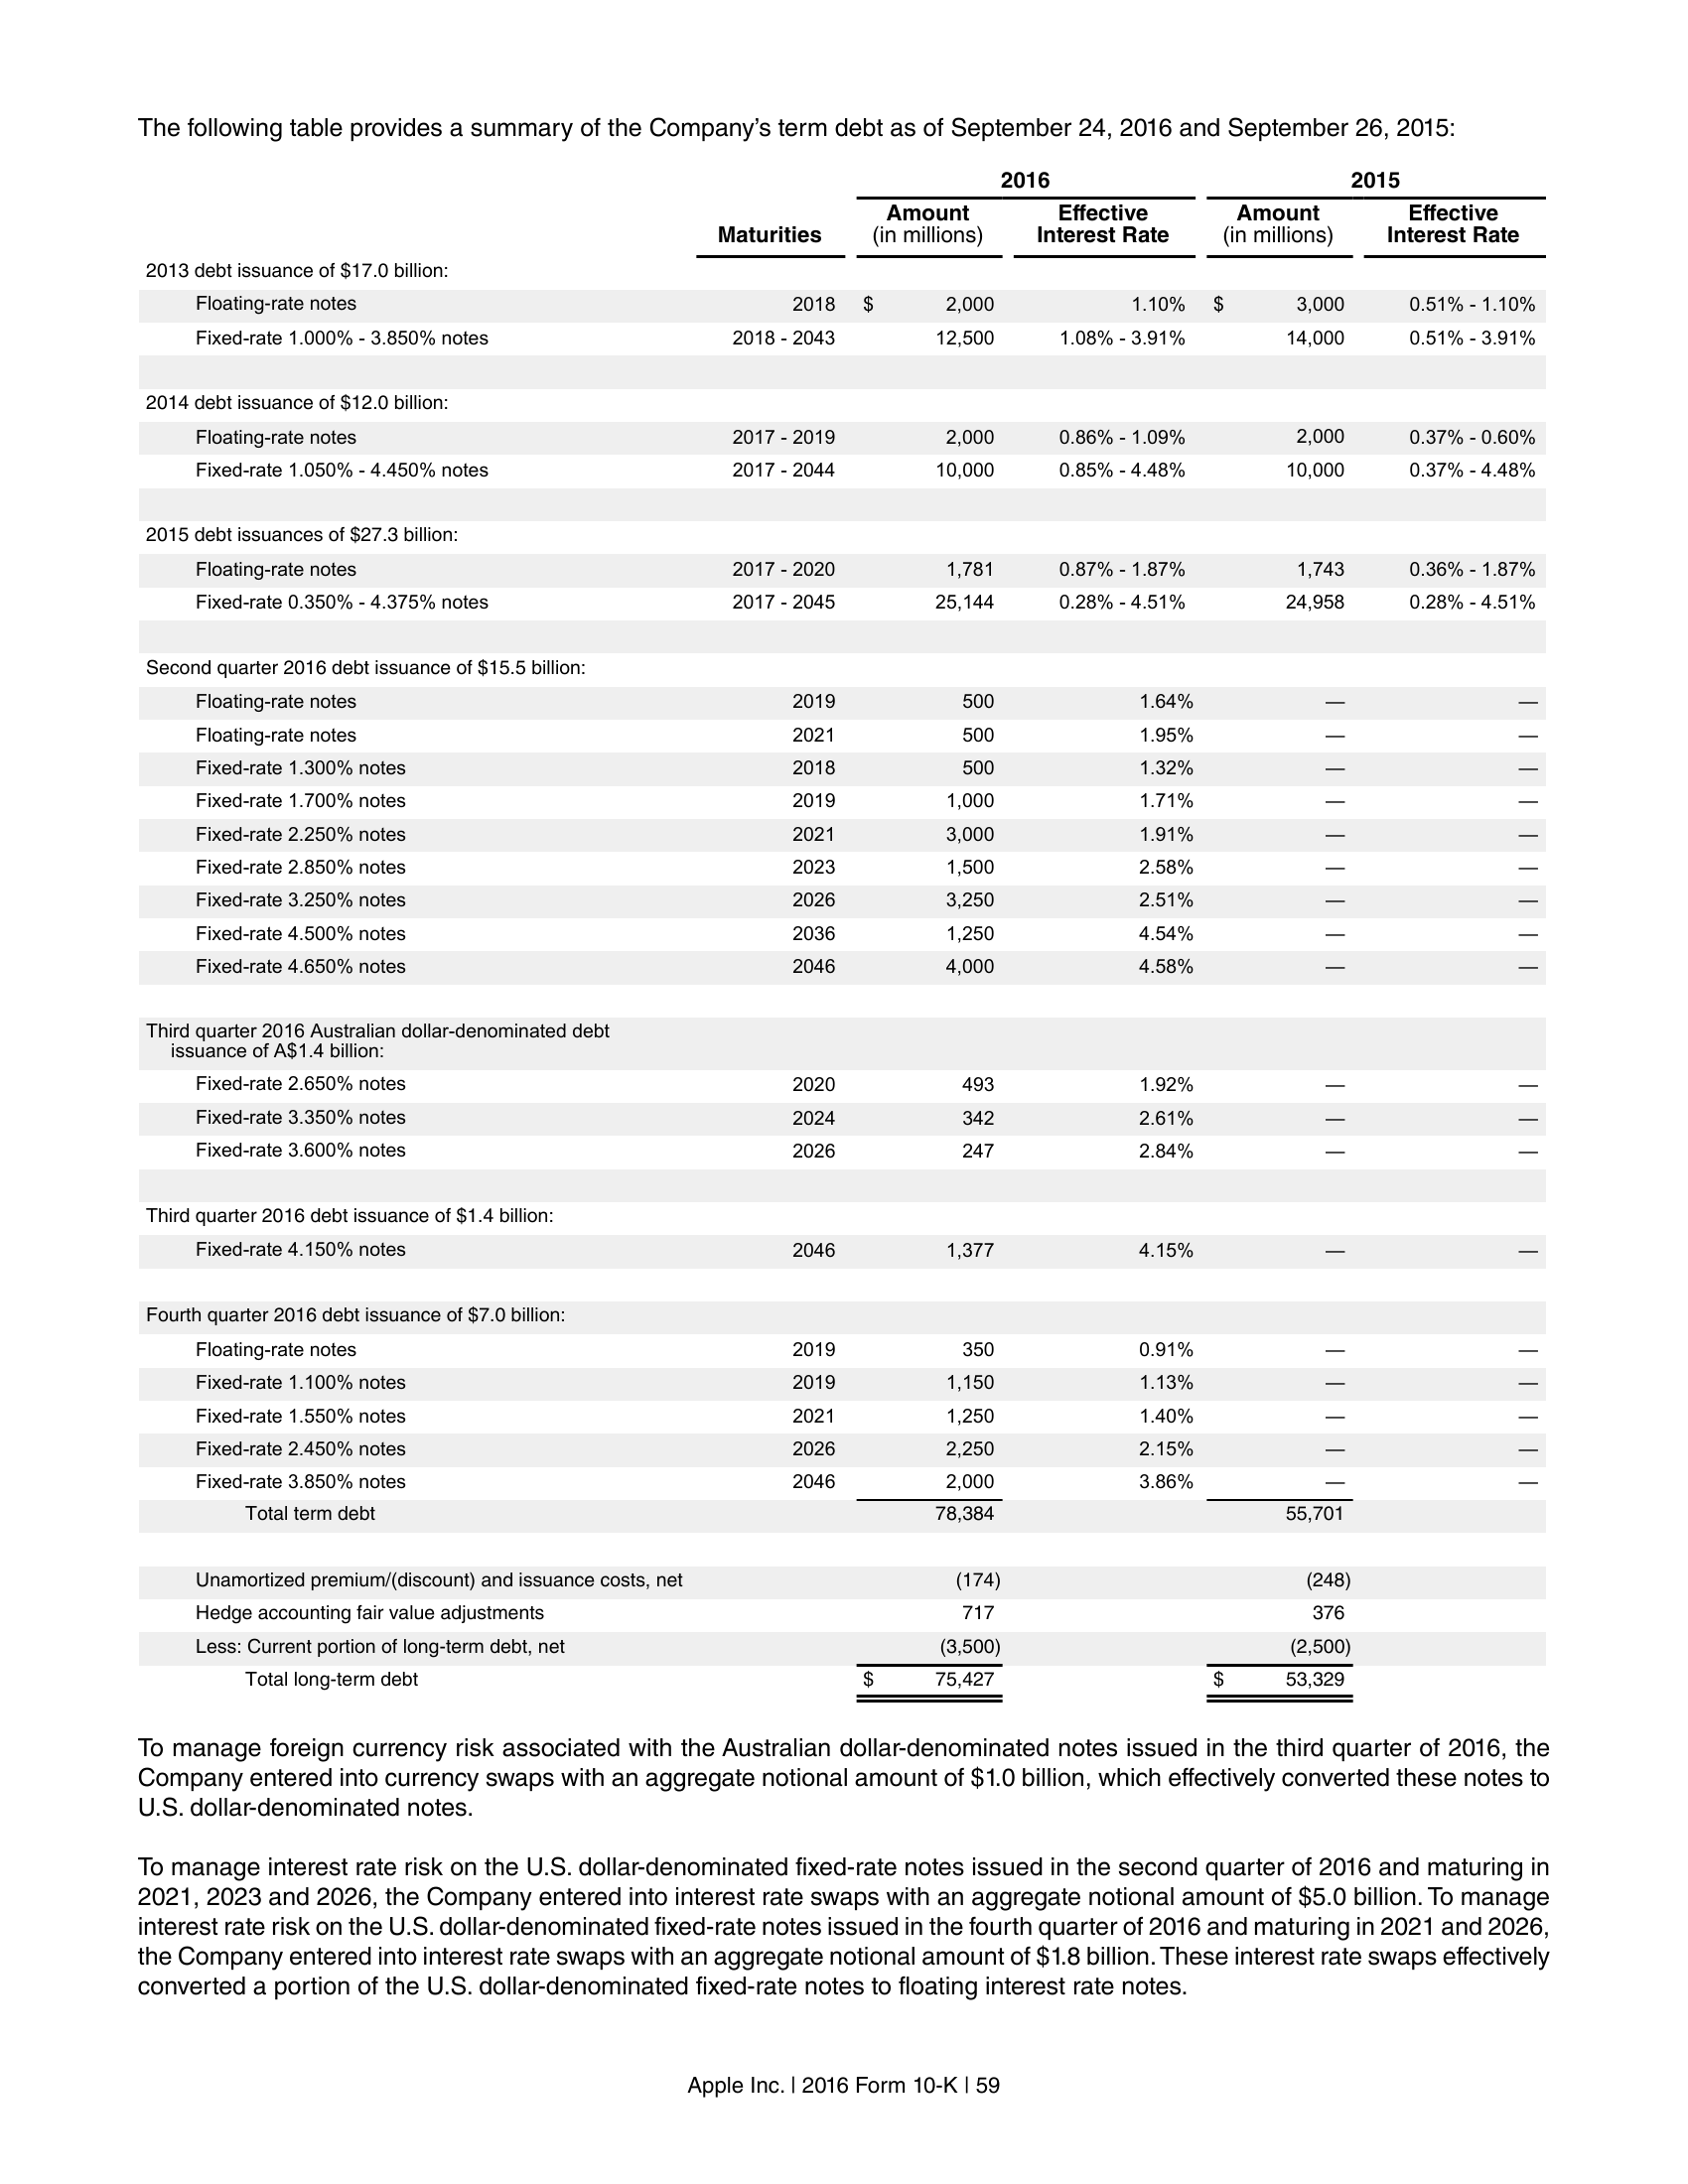 The following table provides a summary of the Company’s term debt as of September 24, 2016 and September 26, 2015:
2016 2015
Maturities Amount (in millions) Effective Interest Rate Amount (in millions) Effective Interest Rate
2013 debt issuance of $17.0 billion:
Floating-rate notes 2018 $ 2,000 1.10% $ 3,000 0.51% - 1.10%
Fixed-rate 1.000% - 3.850% notes 2018 - 2043 12,500 1.08% - 3.91% 14,000 0.51% - 3.91%
2014 debt issuance of $12.0 billion:
Floating-rate notes 2017 - 2019 2,000 0.86% - 1.09% 2,000 0.37% - 0.60%
Fixed-rate 1.050% - 4.450% notes 2017 - 2044 10,000 0.85% - 4.48% 10,000 0.37% - 4.48%
2015 debt issuances of $27.3 billion:
Floating-rate notes 2017 - 2020 1,781 0.87% - 1.87% 1,743 0.36% - 1.87%
Fixed-rate 0.350% - 4.375% notes 2017 - 2045 25,144 0.28% - 4.51% 24,958 0.28% - 4.51%
Second quarter 2016 debt issuance of $15.5 billion:
Floating-rate notes 2019 500 1.64% — —
Floating-rate notes 2021 500 1.95% — —
Fixed-rate 1.300% notes 2018 500 1.32% — —
Fixed-rate 1.700% notes 2019 1,000 1.71% — —
Fixed-rate 2.250% notes 2021 3,000 1.91% — —
Fixed-rate 2.850% notes 2023 1,500 2.58% — —
Fixed-rate 3.250% notes 2026 3,250 2.51% — —
Fixed-rate 4.500% notes 2036 1,250 4.54% — —
Fixed-rate 4.650% notes 2046 4,000 4.58% — —
Third quarter 2016 Australian dollar-denominated debt
issuance of A$1.4 billion:
Fixed-rate 2.650% notes 2020 493 1.92% — —
Fixed-rate 3.350% notes 2024 342 2.61% — —
Fixed-rate 3.600% notes 2026 247 2.84% — —
Third quarter 2016 debt issuance of $1.4 billion:
Fixed-rate 4.150% notes 2046 1,377 4.15% — —
Fourth quarter 2016 debt issuance of $7.0 billion:
Floating-rate notes 2019 350 0.91% — —
Fixed-rate 1.100% notes 2019 1,150 1.13% — —
Fixed-rate 1.550% notes 2021 1,250 1.40% — —
Fixed-rate 2.450% notes 2026 2,250 2.15% — —
Fixed-rate 3.850% notes 2046 2,000 3.86% — —
Total term debt 78,384 55,701
Unamortized premium/(discount) and issuance costs, net (174) (248)
Hedge accounting fair value adjustments 717 376
Less: Current portion of long-term debt, net (3,500) (2,500)
Total long-term debt $ 75,427 $ 53,329
To manage foreign currency risk associated with the Australian dollar-denominated notes issued in the third quarter of 2016, the
Company entered into currency swaps with an aggregate notional amount of $1.0 billion, which effectively converted these notes to
U.S. dollar-denominated notes.
To manage interest rate risk on the U.S. dollar-denominated fixed-rate notes issued in the second quarter of 2016 and maturing in
2021, 2023 and 2026, the Company entered into interest rate swaps with an aggregate notional amount of $5.0 billion. To manage
interest rate risk on the U.S. dollar-denominated fixed-rate notes issued in the fourth quarter of 2016 and maturing in 2021 and 2026,
the Company entered into interest rate swaps with an aggregate notional amount of $1.8 billion. These interest rate swaps effectively
converted a portion of the U.S. dollar-denominated fixed-rate notes to floating interest rate notes.
Apple Inc. | 2016 Form 10-K | 59